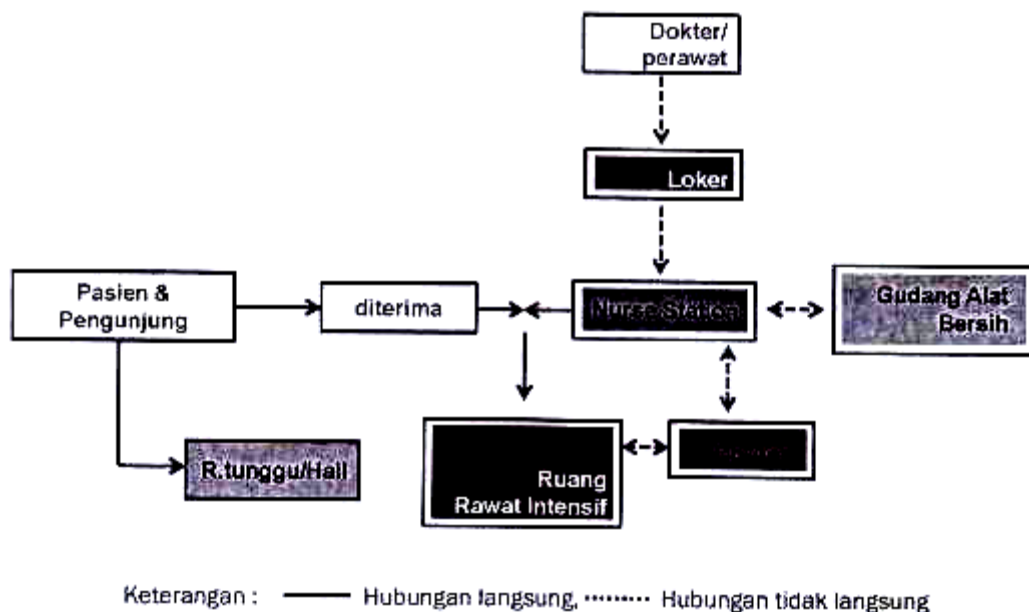 Dokter/
perawat
Loker
Pasien &
Pengunjung
diterima
Nurse Station
Gudang Alat
Bersih
R.tunggu/Hall
Ruang
Rawat Intensif
Keterangan : Hubungan langsung, Hubungan tidak langsung